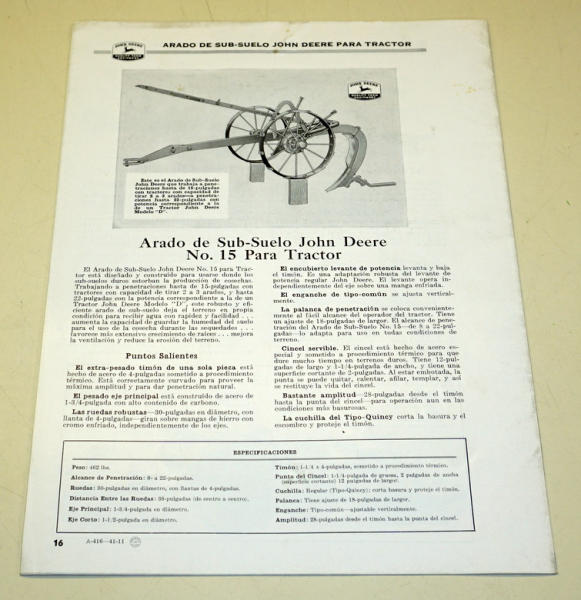 ARADO DE SUB-SUELO JOHN DEERE PARA TRACTOR
JOHN DEERE
JOHN DEERE
Este es el Arado de Sub-Suelo
John Deere que trabaja a pene-
traciones hasta de 15-pulgadas
con tractores con capacidad de
tirar 2 a 3 arados—a penetra-
ciones hasta 22-pulgadas con
potencia correspondiente a la
de un Tractor John Deere
Modelo "D".
Arado de Sub-Suelo John Deere
No. 15 Para Tractor
El Arado de Sub-Suelo John Deere No. 15 para Trac-
tor está diseñado y construído para usarse donde los
sub-suelos duros estorban la producción de cosechas.
Trabajando a penetraciones hasta de 15-pulgadas con
tractores con capacidad de tirar 2 a 3 arados, y hasta
22-pulgadas con la potencia correspondiente a la de un
Tractor John Deere Modelo "D", este robusto y efi-
ciente arado de sub-suelo deja el terreno en propia
condición para recibir agua con rapidez y facilidad . . .
aumenta la capacidad de guardar la humedad del suelo
para el uso de la cosecha durante las sequedades . . .
favorece más extensivo crecimiento de raíces . . . mejora
la ventilación y reduce la erosión del terreno.
Puntos Salientes
El extra-pesado timón de una sola pieza está
hecho de acero de 4-pulgadas sometido a procedimiento
térmico. Está correctamente curvado para proveer la
máxima amplitud y para dar penetración natural.
El pesado eje principal está construído de acero de
1-3/4-pulgada con alto contenido de carbono.
Las ruedas robustas—30-pulgadas en diámetro, con
llanta de 4-pulgadas—giran sobre mangas de hierro con
cromo enfriado, independientemente de los ejes.
El encubierto levante de potencia levanta y baja
el timón. Es una adaptación robusta del levante de
potencia regular John Deere. El levante opera in-
dependientemente del eje sobre una manga enfriada.
El enganche de tipo-común se ajusta vertical-
mente.
La palanca de penetración se coloca conveniente-
mente al fácil alcance del operador del tractor. Tiene
un ajuste de 18-pulgadas de largor. El alcance de pene-
tración del Arado de Sub-Suelo No. 15—de 8 a 22-pul-
gadas—lo adapta para uso en todas condiciones de
terreno.
Cincel servible. El cincel está hecho de acero es-
pecial y sometido a procedimiento térmico para que
dure mucho tiempo en terrenos duros. Tiene 12-pul-
gadas de largo y 1-1/4-pulgada de ancho, y tiene una
superficie cortante de 2-pulgadas. Al estar embotada, la
punta se puede quitar, calentar, afilar, templar, y así
se restituye la vida del cincel.
Bastante amplitud—28-pulgadas desde el timón
hasta la punta del cincel—para operación aun en las
condiciones más basurosas.
La cuchilla del Tipo-Quincy corta la basura y el
escombro y proteje el timón.
ESPECIFICACIONES
Peso: 462 lbs.
Alcance de Penetración: 8- a 22-pulgadas.
Ruedas: 30-pulgadas en diámetro, con llantas de 4-pulgadas.
Distancia Entre las Ruedas: 38-pulgadas (de centro a centro).
Eje Principal: 1-3/4-pulgada en diámetro.
Eje Corto: 1-1/2-pulgada en diámetro.
Timón: 1-1/4 x 4-pulgadas, sometido a procedimiento térmico.
Punta del Cincel: 1-1/4-pulgada de grueso, 2 pulgadas de ancha
(superficie cortante) 12 pulgadas de largor.
Cuchilla: Regular (Tipo-Quincy); corta basura y proteje el timón.
Palanca: Tiene ajuste de 18-pulgadas de largor.
Enganche: Tipo-común—ajustable verticalmente.
Amplitud: 28-pulgadas desde el timón hasta la punta del cincel.
16 A-416—41-11